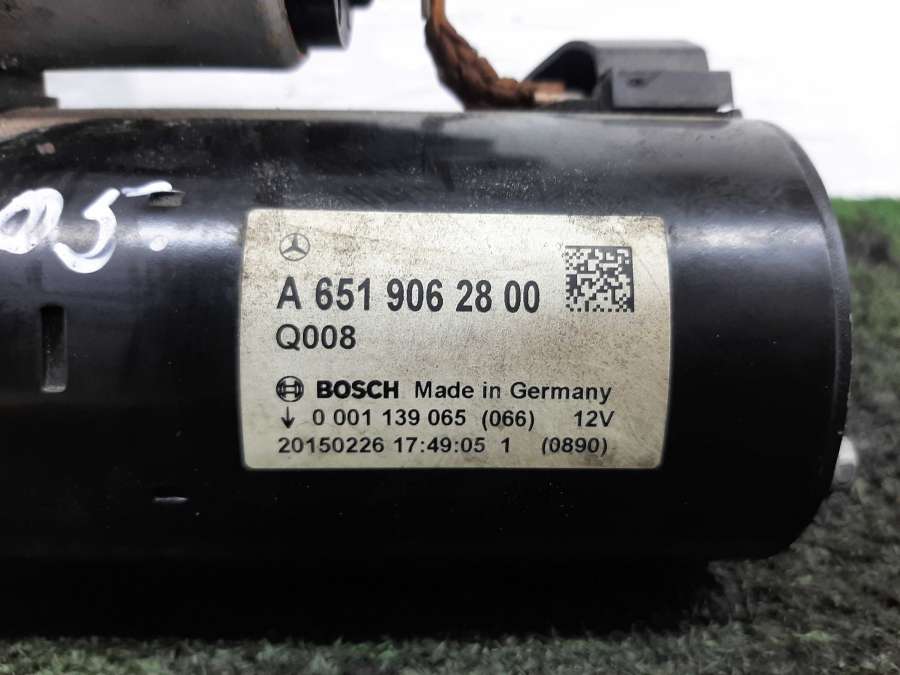 05.
A 651 906 28 00
Q008
BOSCH Made in Germany
↓ 0 001 139 065 (066) 12V
20150226 17:49:05 1 (0890)